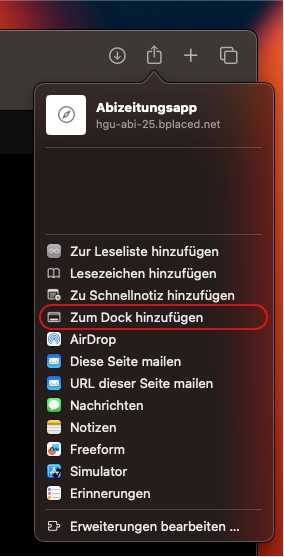 Abizeitungsapp
hgu-abi-25.bplaced.net
Zur Leseliste hinzufügen
Lesezeichen hinzufügen
Zu Schnellnotiz hinzufügen
Zum Dock hinzufügen
AirDrop
Diese Seite mailen
URL dieser Seite mailen
Nachrichten
Notizen
Freeform
Simulator
Erinnerungen
Erweiterungen bearbeiten ...